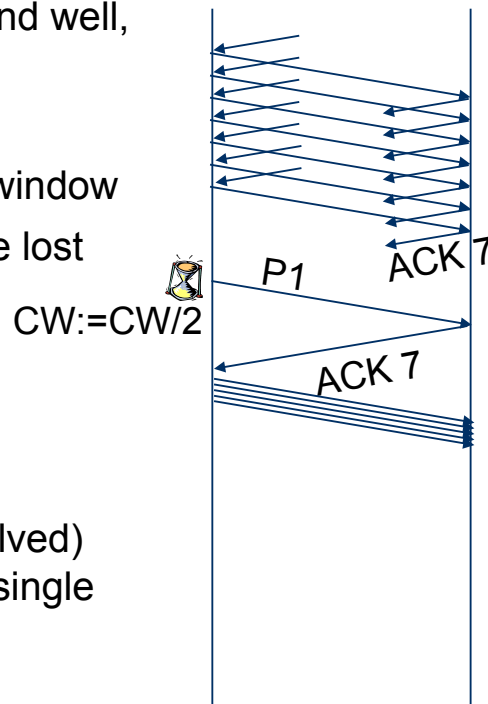 nd well,
window
e lost
ACK 7
P1
CW:=CW/2
ACK 7
lved)
single